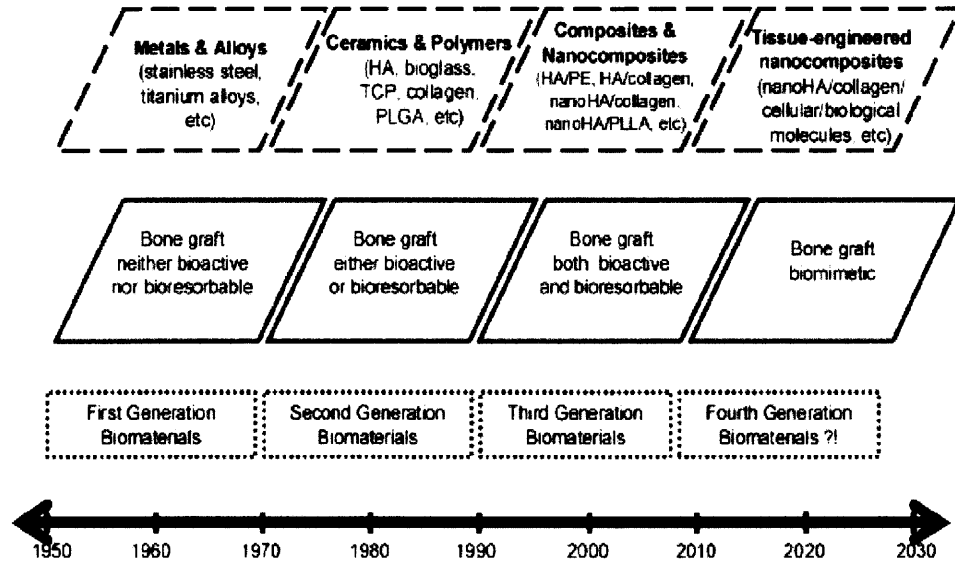 Metals & Alloys
(stainless steel,
titanium alloys,
etc)
Ceramics & Polymers
(HA, bioglass,
TCP, collagen,
PLGA, etc)
Composites &
Nanocomposites
(HA/PE, HA/collagen,
nanoHA/collagen,
nanoHA/PLLA, etc)
Tissue-engineered
nanocomposites
(nanoHA/collagen/
cellular/biological
molecules, etc)
Bone graft
neither bioactive
nor bioresorbable
Bone graft
either bioactive
or bioresorbable
Bone graft
both bioactive
and bioresorbable
Bone graft
biomimetic
First Generation
Biomaterials
Second Generation
Biomaterials
Third Generation
Biomaterials
Fourth Generation
Biomaterials ?!
1950 1960 1970 1980 1990 2000 2010 2020 2030